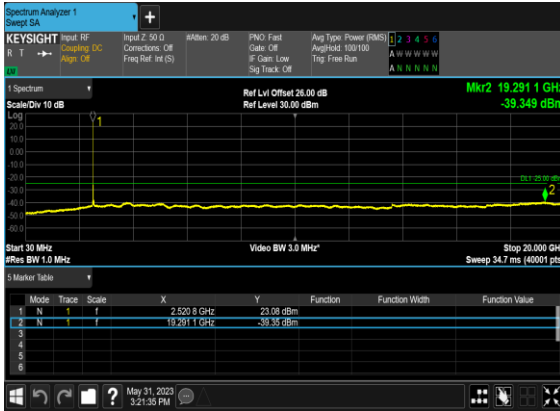 Spectrum Analyzer 1
Swept SA
+
KEYSIGHT
R T
LV
Input: RF
Coupling: DC
Align: Off
Input Z: 50 Ω
Corrections: Off
Freq Ref: Int (S)
#Atten: 20 dB
PNO: Fast
Gate: Off
IF Gain: Low
Sig Track: Off
Avg Type: Power (RMS)
Avg|Hold: 100/100
Trig: Free Run
1 2 3 4 5 6
A W W W W W
A N N N N N
1 Spectrum
Scale/Div 10 dB
Ref Lvl Offset 26.00 dB
Ref Level 30.00 dBm
Mkr2 19.291 1 GHz
-39.349 dBm
Log
20.0
10.0
0.00
-10.0
-20.0
-30.0
-40.0
-50.0
-60.0
1
2
Start 30 MHz
#Res BW 1.0 MHz
Video BW 3.0 MHz*
Stop 20.000 GH
Sweep 34.7 ms (40001 pts
5 Marker Table
Mode Trace Scale X Y Function Function Width Function Value
1 N 1 f 2.520 8 GHz 23.08 dBm
2 N 1 f 19.291 1 GHz -39.35 dBm
3
4
5
6
?
May 31, 2023
3:21:35 PM